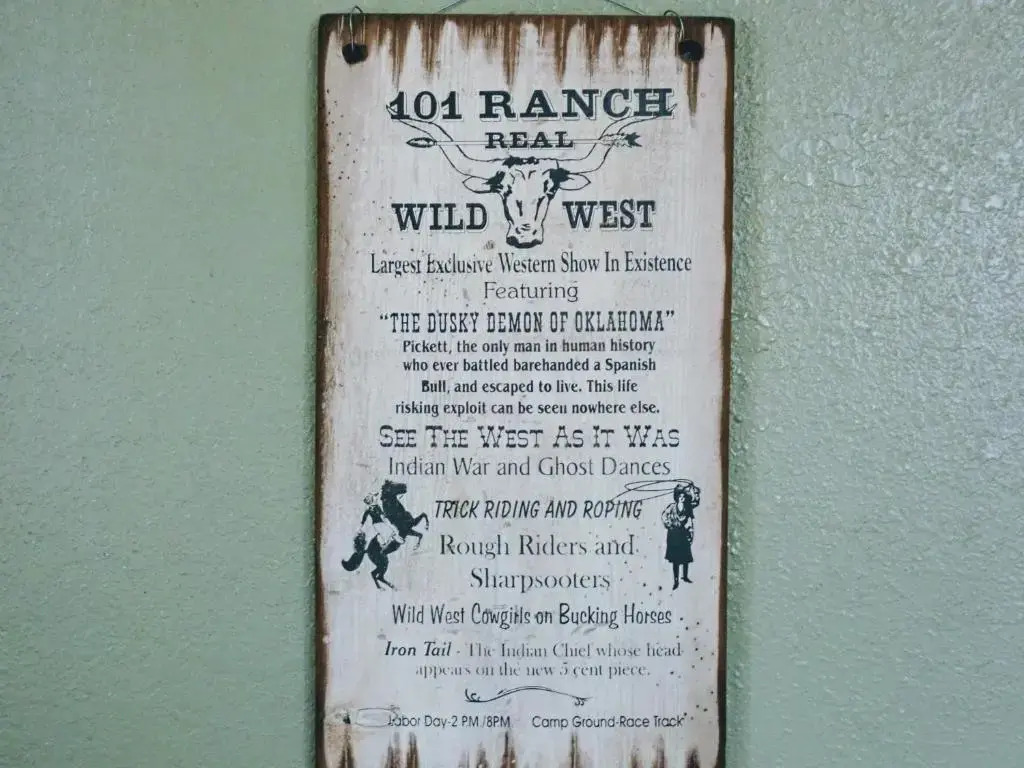 101 RANCH
REAL
WILD WEST
Largest Exclusive Western Show In Existence
Featuring
"THE DUSKY DEMON OF OKLAHOMA"
Pickett, the only man in human history
who ever battled barehanded a Spanish
Bull, and escaped to live. This life
risking exploit can be seen nowhere else.
SEE THE WEST AS IT WAS
Indian War and Ghost Dances
TRICK RIDING AND ROPING
Rough Riders and
Sharpsooters
Wild West Cowgirls on Bucking Horses
Iron Tail - The Indian Chief whose head
appears on the new 5 cent piece.
Labor Day-2 PM /8PM Camp Ground-Race Track